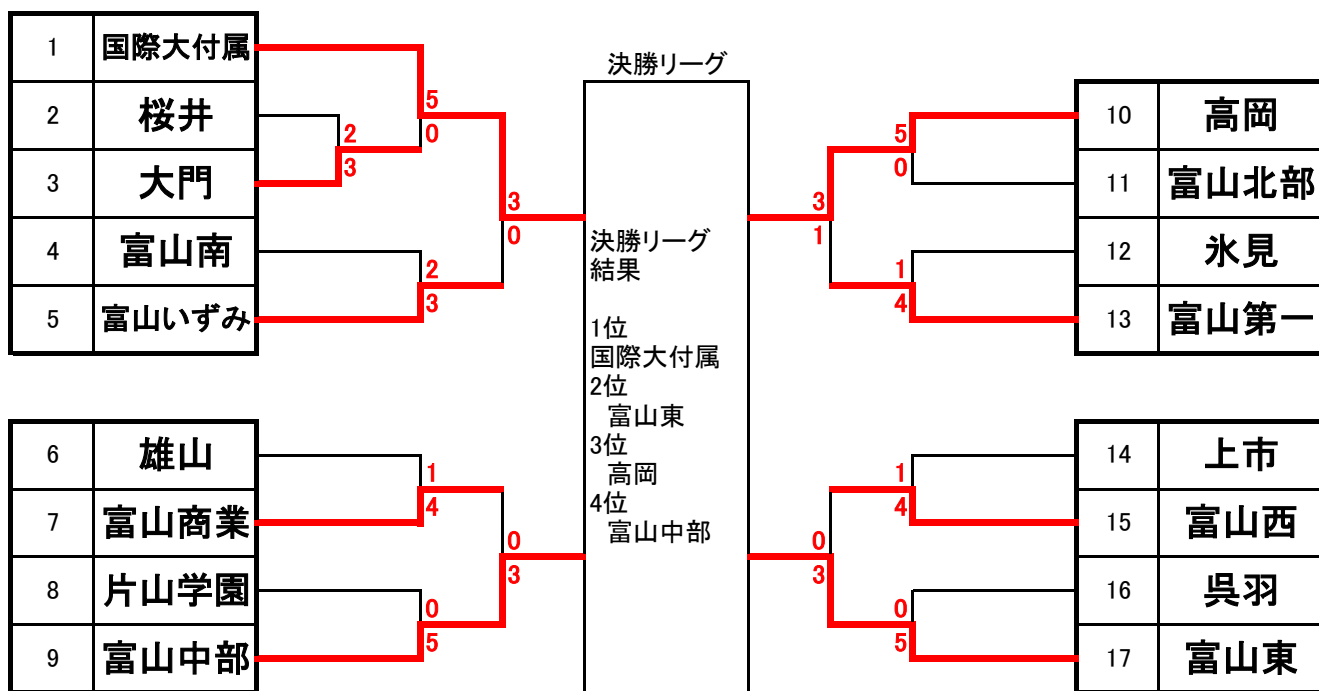 決勝リーグ
1 国際大付属
2 桜井
3 大門
4 富山南
5 富山いずみ
5
0
2
3
3
0
2
3
6 雄山
7 富山商業
8 片山学園
9 富山中部
1
4
0
3
0
5
決勝リーグ
結果
1位
国際大付属
2位
富山東
3位
高岡
4位
富山中部
10 高岡
11 富山北部
12 氷見
13 富山第一
5
0
3
1
1
4
14 上市
15 富山西
16 呉羽
17 富山東
1
4
0
3
0
5